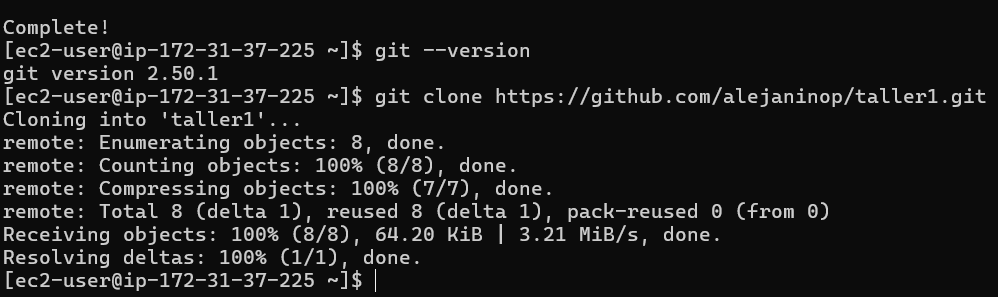 Complete!
[ec2-user@ip-172-31-37-225 ~]$ git --version
git version 2.50.1
[ec2-user@ip-172-31-37-225 ~]$ git clone https://github.com/alejaninop/taller1.git
Cloning into 'taller1'...
remote: Enumerating objects: 8, done.
remote: Counting objects: 100% (8/8), done.
remote: Compressing objects: 100% (7/7), done.
remote: Total 8 (delta 1), reused 8 (delta 1), pack-reused 0 (from 0)
Receiving objects: 100% (8/8), 64.20 KiB | 3.21 MiB/s, done.
Resolving deltas: 100% (1/1), done.
[ec2-user@ip-172-31-37-225 ~]$